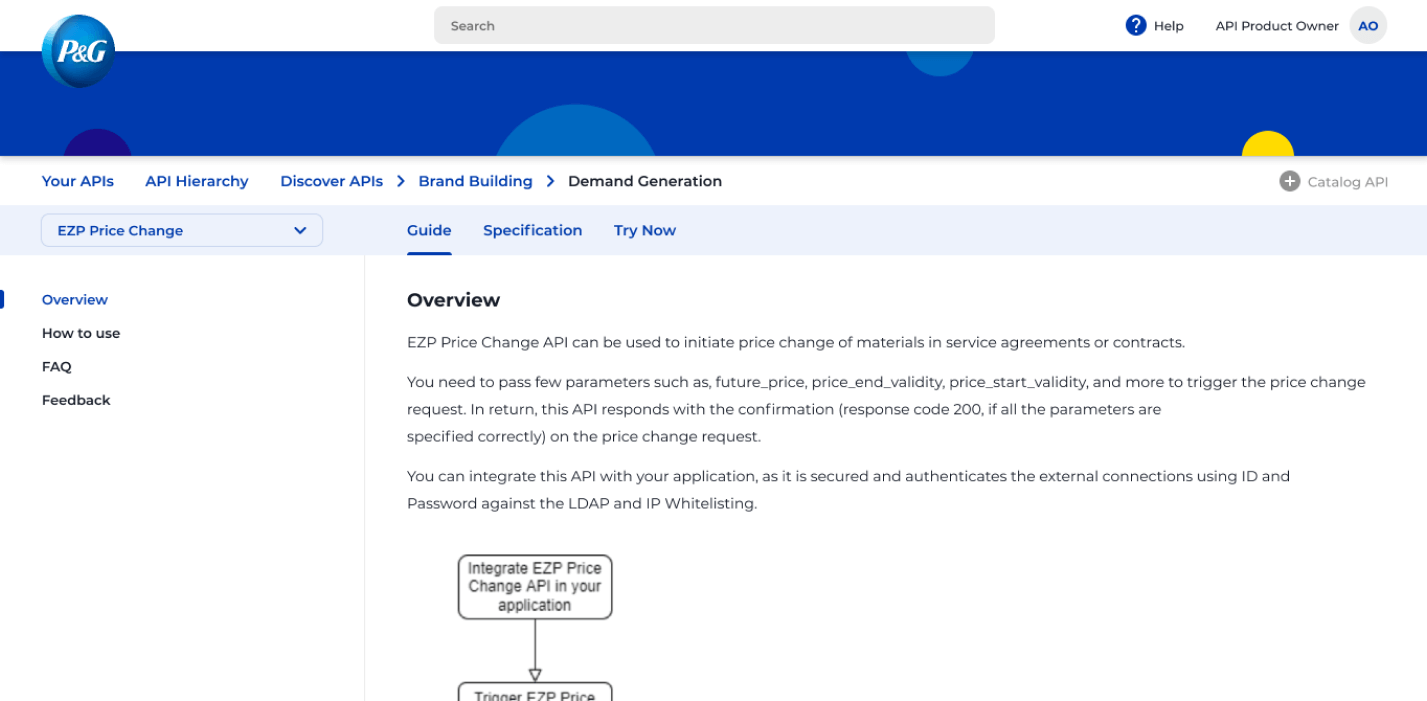 Search
Help
API Product Owner
AO
P&G
Your APIs
API Hierarchy
Discover APIs > Brand Building > Demand Generation
Catalog API
EZP Price Change
Guide
Specification
Try Now
Overview
How to use
FAQ
Feedback
Overview
EZP Price Change API can be used to initiate price change of materials in service agreements or contracts.
You need to pass few parameters such as, future_price, price_end_validity, price_start_validity, and more to trigger the price change
request. In return, this API responds with the confirmation (response code 200, if all the parameters are
specified correctly) on the price change request.
You can integrate this API with your application, as it is secured and authenticates the external connections using ID and
Password against the LDAP and IP Whitelisting.
Integrate EZP Price
Change API in your
application
Trigger EZP Price